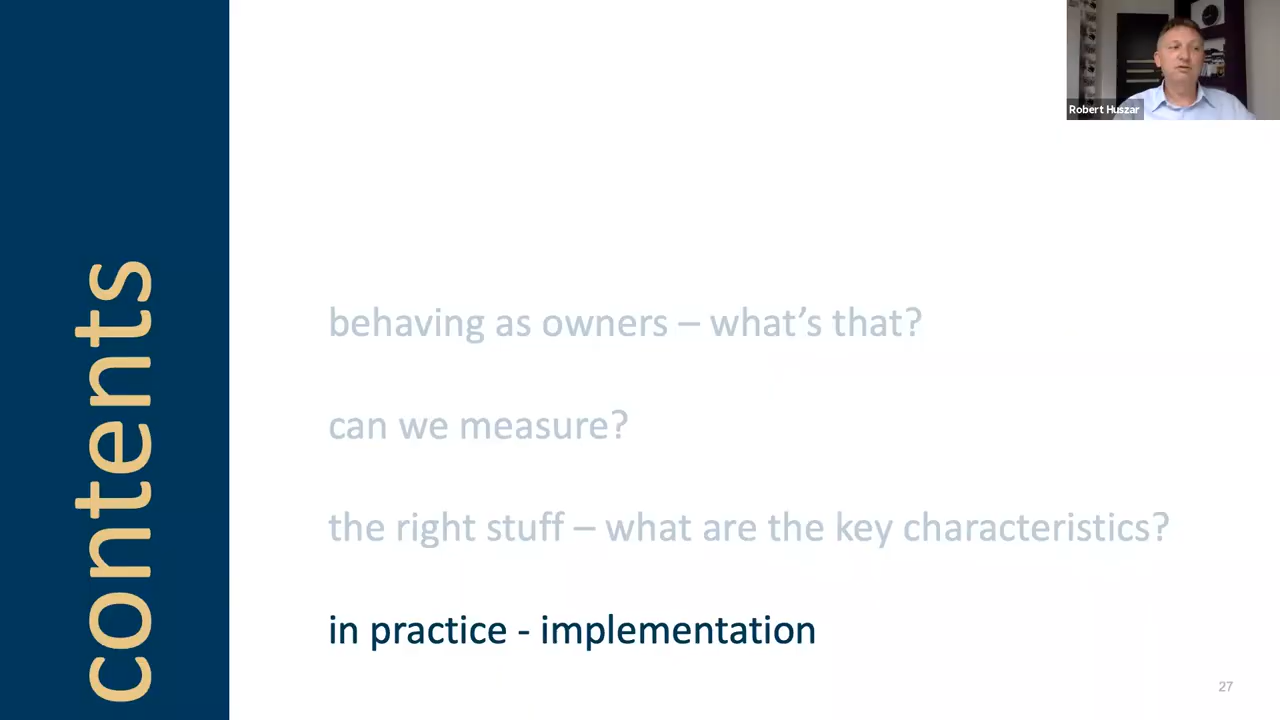 contents
behaving as owners – what's that?
can we measure?
the right stuff – what are the key characteristics?
in practice - implementation
Robert Huszar
27